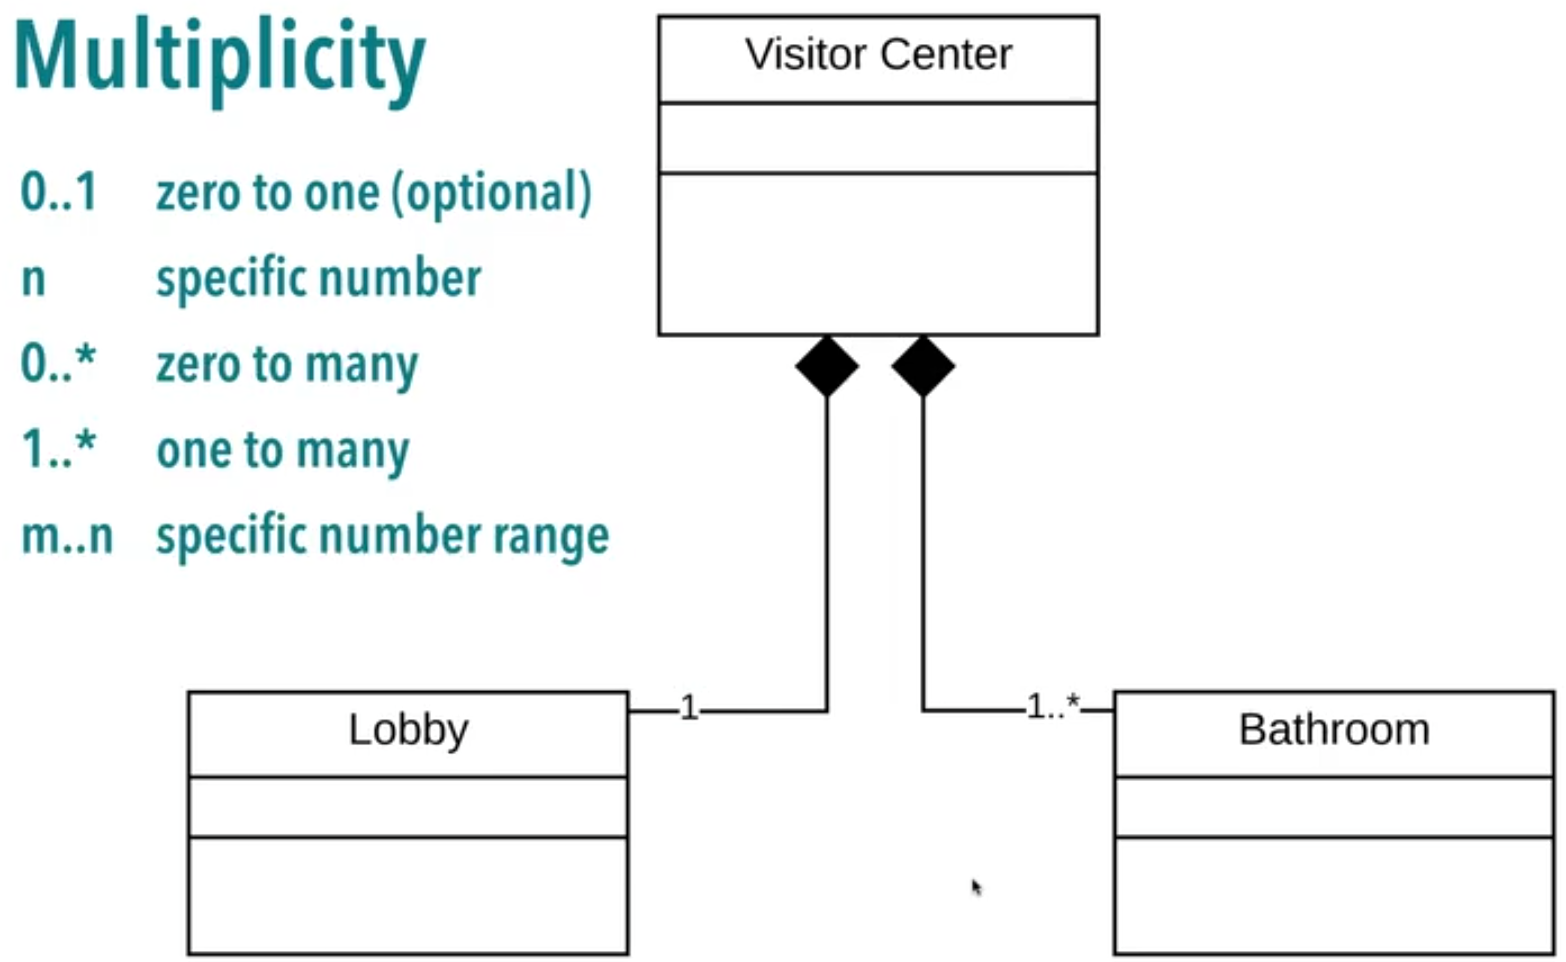 Multiplicity
0..1 zero to one (optional)
n specific number
0..* zero to many
1..* one to many
m..n specific number range
Visitor Center
Lobby
1
1..*
Bathroom